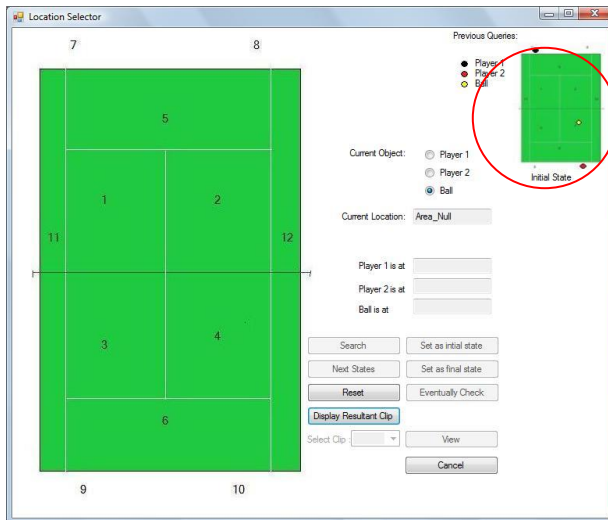 Location Selector
Previous Queries:
7
8
Player 1
Player 2
Ball
5
Initial State
Current Object:
Player 1
Player 2
Ball
1
2
Current Location:
Area_Null
11
12
Player 1 is at
Player 2 is at
Ball is at
3
4
Search
Set as intial state
Next States
Set as final state
Reset
Eventually Check
Display Resultant Clip
6
Select Clip :
View
Cancel
9
10